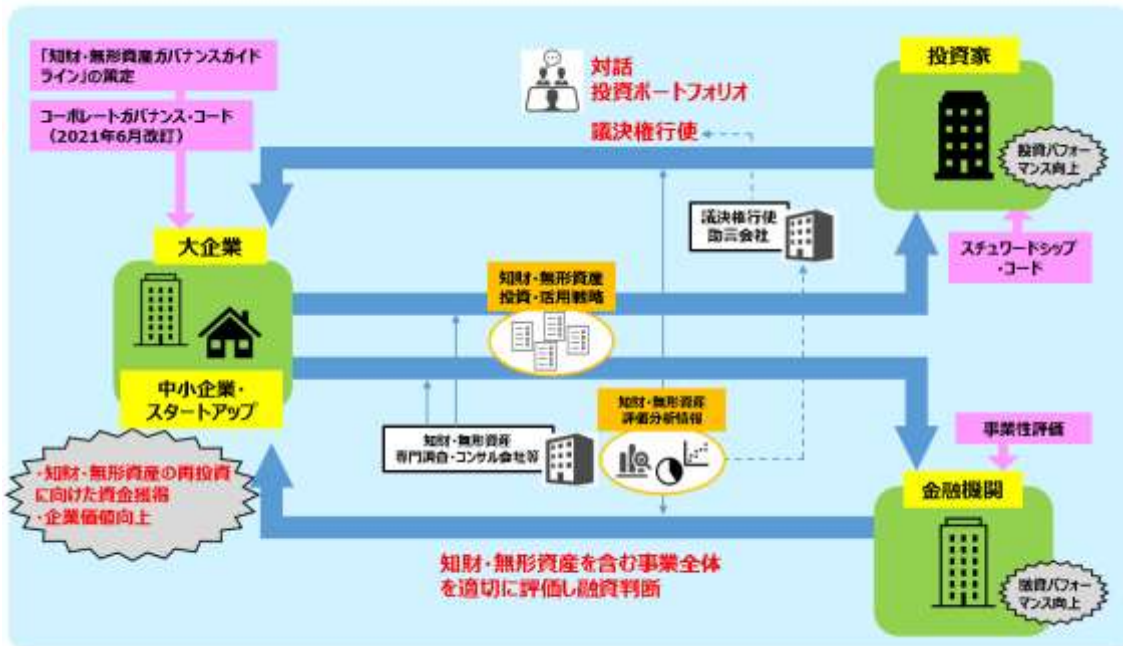 「知財・無形資産ガバナンスガイド
ライン」の策定
コーポレートガバナンス・コード
（2021年6月改訂）
対話
投資ポートフォリオ
議決権行使
投資家
投資パフォー
マンス向上
スチュワードシップ
・コード
議決権行使
助言会社
大企業
中小企業・
スタートアップ
知財・無形資産
投資・活用戦略
知財・無形資産
専門調査・コンサル会社等
知財・無形資産
評価分析情報
事業性評価
金融機関
融資パフォー
マンス向上
・知財・無形資産の再投資
に向けた資金獲得
・企業価値向上
知財・無形資産を含む事業全体
を適切に評価し融資判断